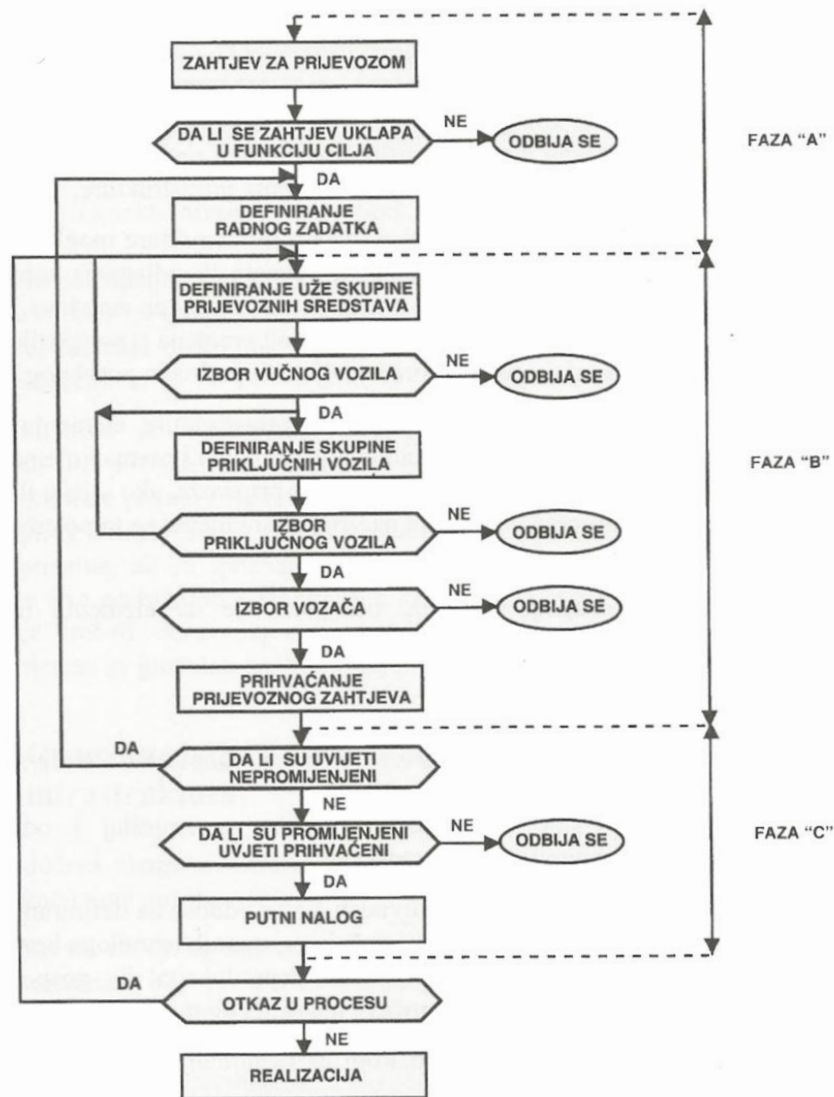 ZAHTJEV ZA PRIJEVOZOM
DA LI SE ZAHTJEV UKLAPA
U FUNKCIJU CILJA
NE
ODBIJA SE
FAZA "A"
DA
DEFINIRANJE
RADNOG ZADATKA
DEFINIRANJE UŽE SKUPINE
PRIJEVOZNIH SREDSTAVA
IZBOR VUČNOG VOZILA
NE
ODBIJA SE
DA
DEFINIRANJE SKUPINE
PRIKLJUČNIH VOZILA
FAZA "B"
IZBOR
PRIKLJUČNOG VOZILA
NE
ODBIJA SE
DA
IZBOR VOZAČA
NE
ODBIJA SE
DA
PRIHVAĆANJE
PRIJEVOZNOG ZAHTJEVA
DA
DA LI SU UVIJETI
NEPROMIJENJENI
NE
DA LI SU PROMIJENJENI
UVJETI PRIHVAČENI
NE
ODBIJA SE
FAZA "C"
DA
PUTNI NALOG
DA
OTKAZ U PROCESU
NE
REALIZACIJA